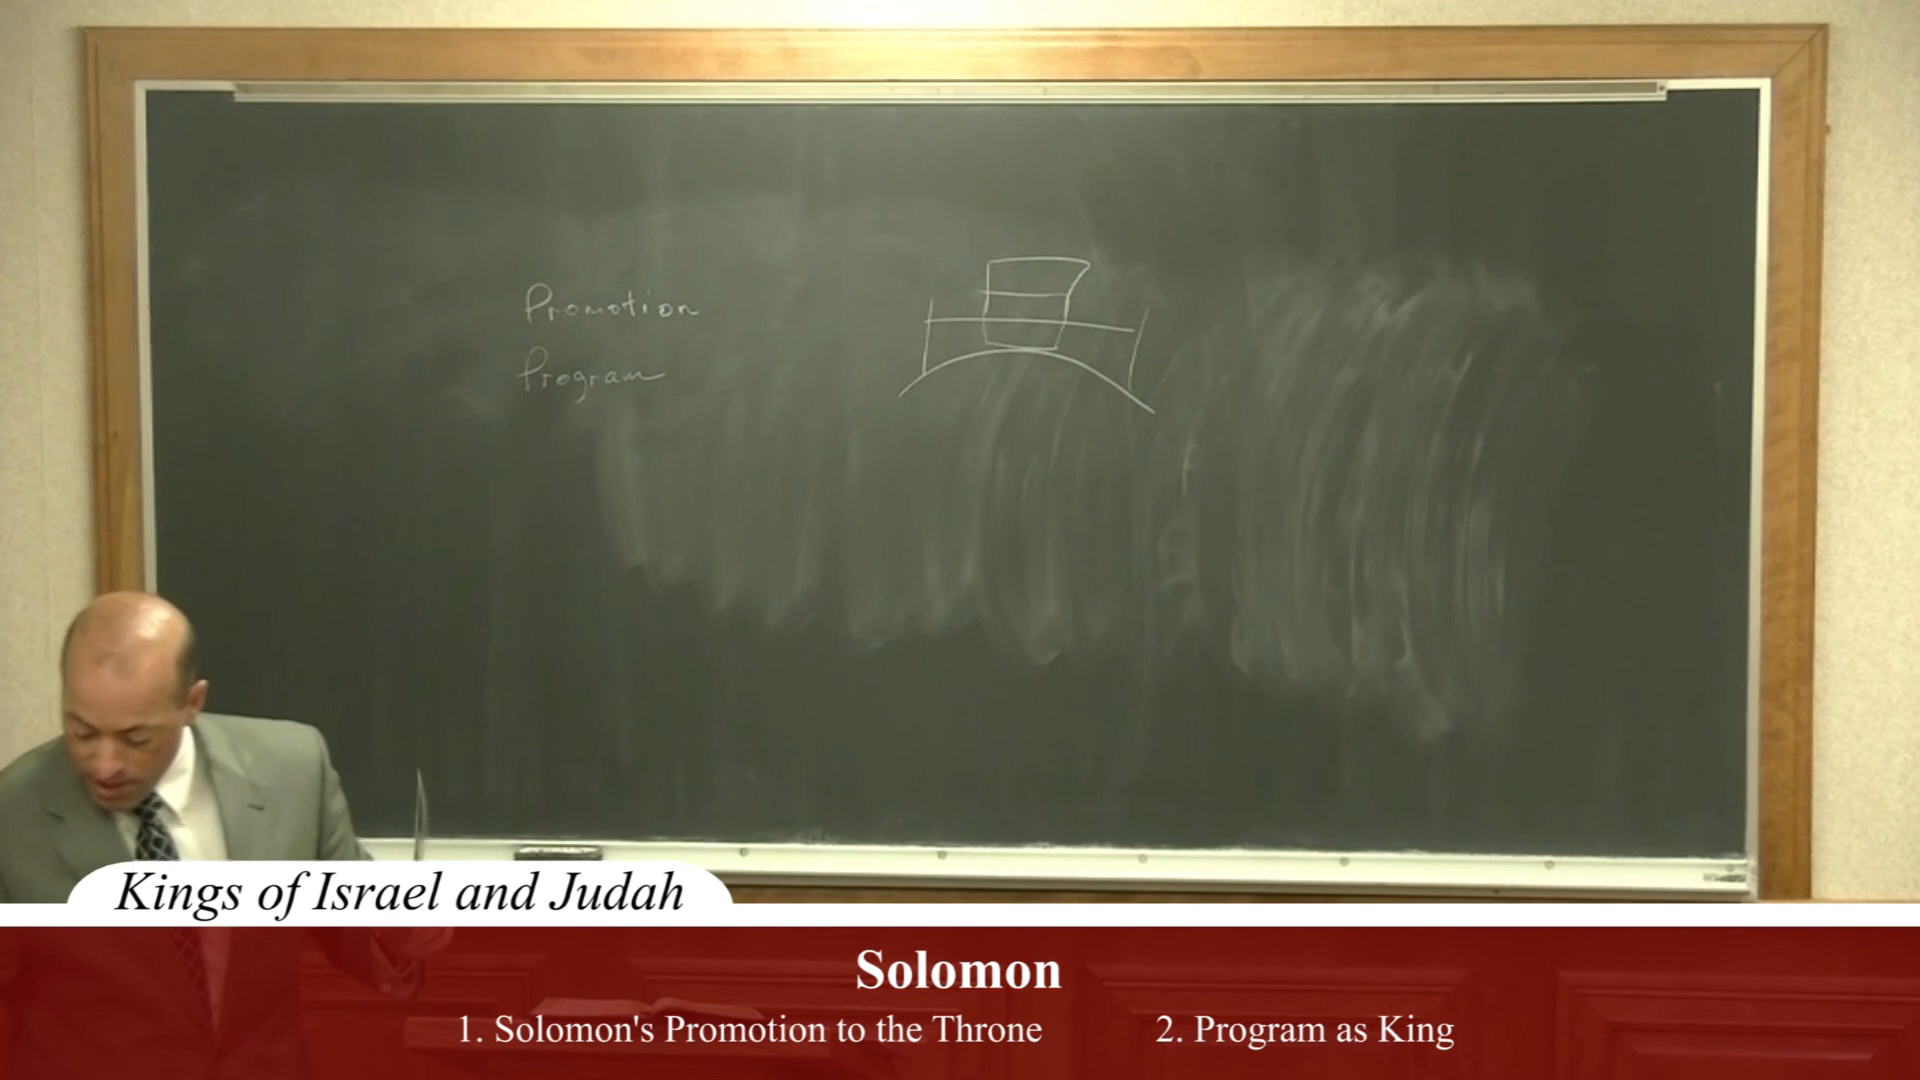 Promotion
Program
Kings of Israel and Judah
Solomon
1. Solomon's Promotion to the Throne
2. Program as King